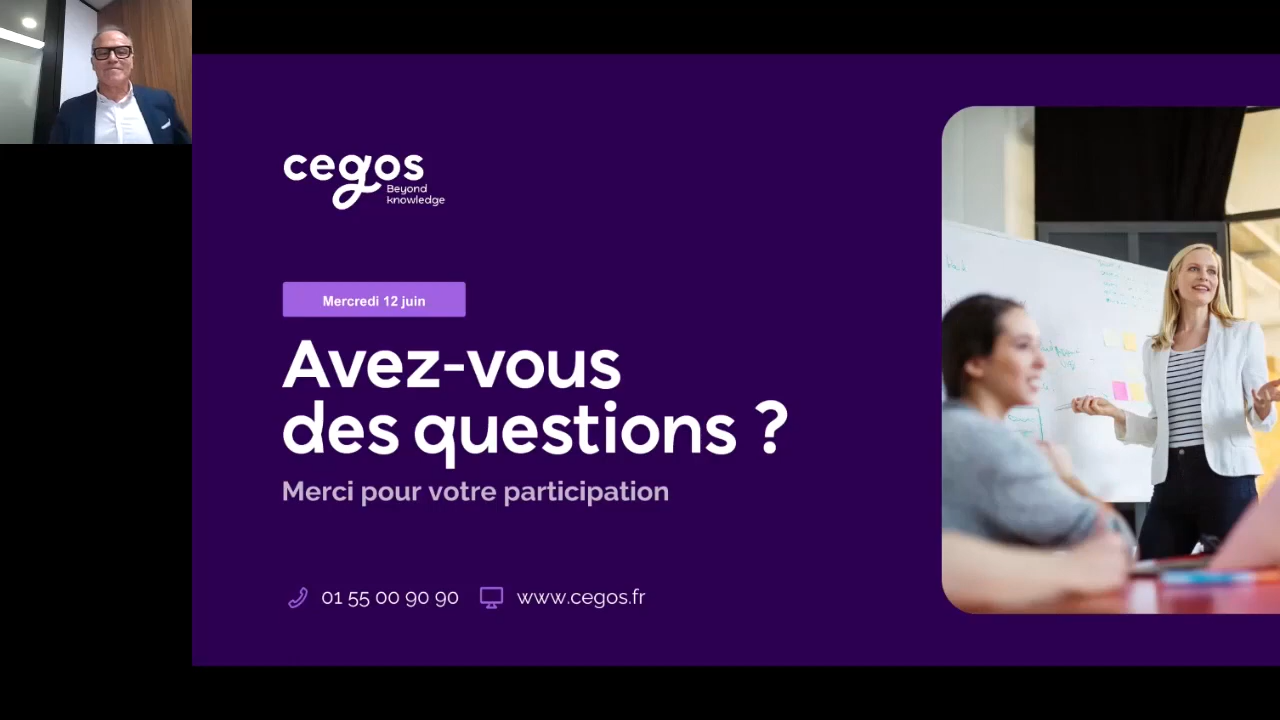 cegos
Beyond
knowledge
Mercredi 12 juin
Avez-vous
des questions ?
Merci pour votre participation
01 55 00 90 90 www.cegos.fr